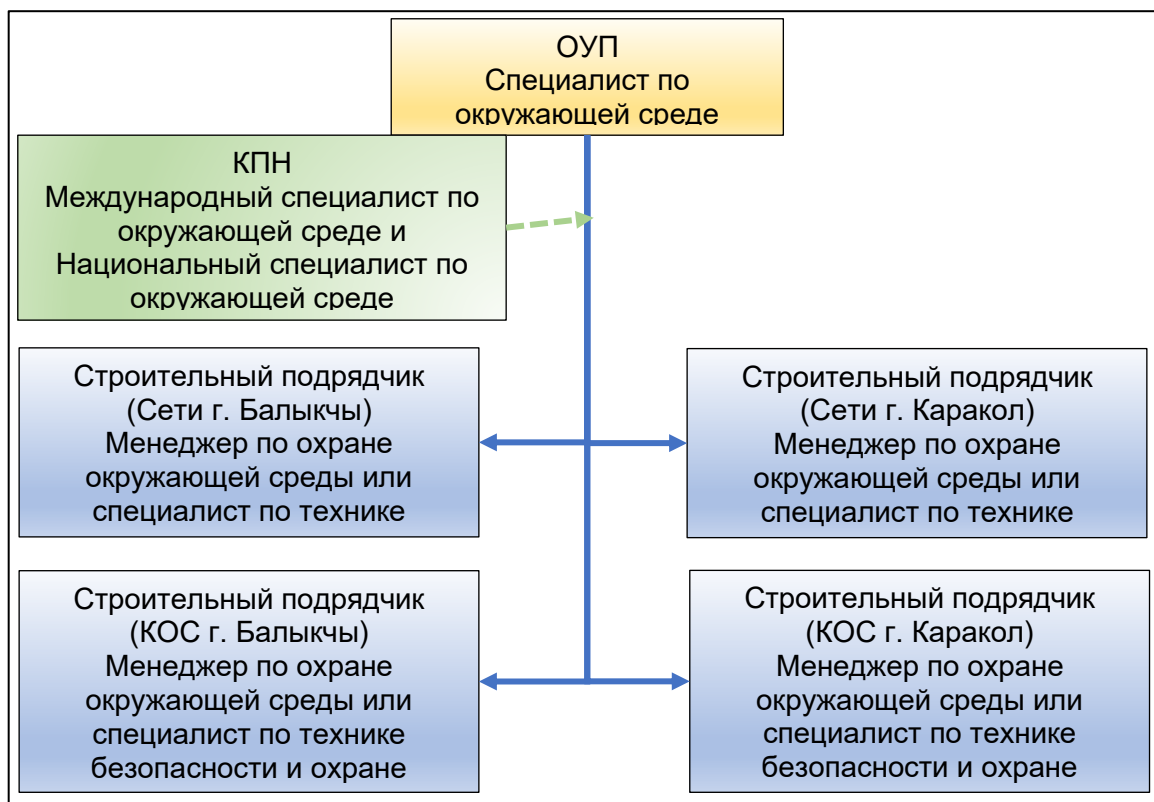 ОУП
Специалист по
окружающей среде
КПН
Международный специалист по
окружающей среде и
Национальный специалист по
окружающей среде
Строительный подрядчик
(Сети г. Балыкчы)
Менеджер по охране
окружающей среды или
специалист по технике
Строительный подрядчик
(Сети г. Каракол)
Менеджер по охране
окружающей среды или
специалист по технике
Строительный подрядчик
(КОС г. Балыкчы)
Менеджер по охране
окружающей среды или
специалист по технике
безопасности и охране
Строительный подрядчик
(КОС г. Каракол)
Менеджер по охране
окружающей среды или
специалист по технике
безопасности и охране